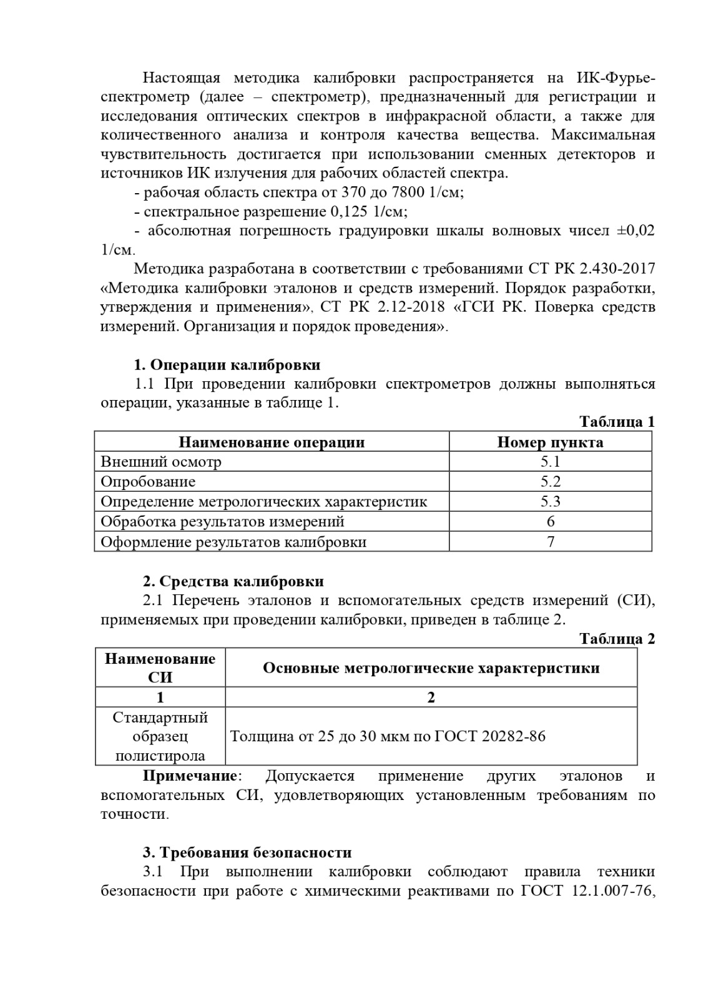 Настоящая методика калибровки распространяется на ИК-Фурье-
спектрометр (далее – спектрометр), предназначенный для регистрации и
исследования оптических спектров в инфракрасной области, а также для
количественного анализа и контроля качества вещества. Максимальная
чувствительность достигается при использовании сменных детекторов и
источников ИК излучения для рабочих областей спектра.
- рабочая область спектра от 370 до 7800 1/см;
- спектральное разрешение 0,125 1/см;
- абсолютная погрешность градуировки шкалы волновых чисел ±0,02
1/см.
Методика разработана в соответствии с требованиями СТ РК 2.430-2017
«Методика калибровки эталонов и средств измерений. Порядок разработки,
утверждения и применения», СТ РК 2.12-2018 «ГСИ РК. Поверка средств
измерений. Организация и порядок проведения».
1. Операции калибровки
1.1 При проведении калибровки спектрометров должны выполняться
операции, указанные в таблице 1.
Таблица 1
Наименование операции Номер пункта
Внешний осмотр 5.1
Опробование 5.2
Определение метрологических характеристик 5.3
Обработка результатов измерений 6
Оформление результатов калибровки 7
2. Средства калибровки
2.1 Перечень эталонов и вспомогательных средств измерений (СИ),
применяемых при проведении калибровки, приведен в таблице 2.
Таблица 2
Наименование
СИ
Основные метрологические характеристики
1 2
Стандартный
образец
полистирола
Толщина от 25 до 30 мкм по ГОСТ 20282-86
Примечание: Допускается применение других эталонов и
вспомогательных СИ, удовлетворяющих установленным требованиям по
точности.
3. Требования безопасности
3.1 При выполнении калибровки соблюдают правила техники
безопасности при работе с химическими реактивами по ГОСТ 12.1.007-76,